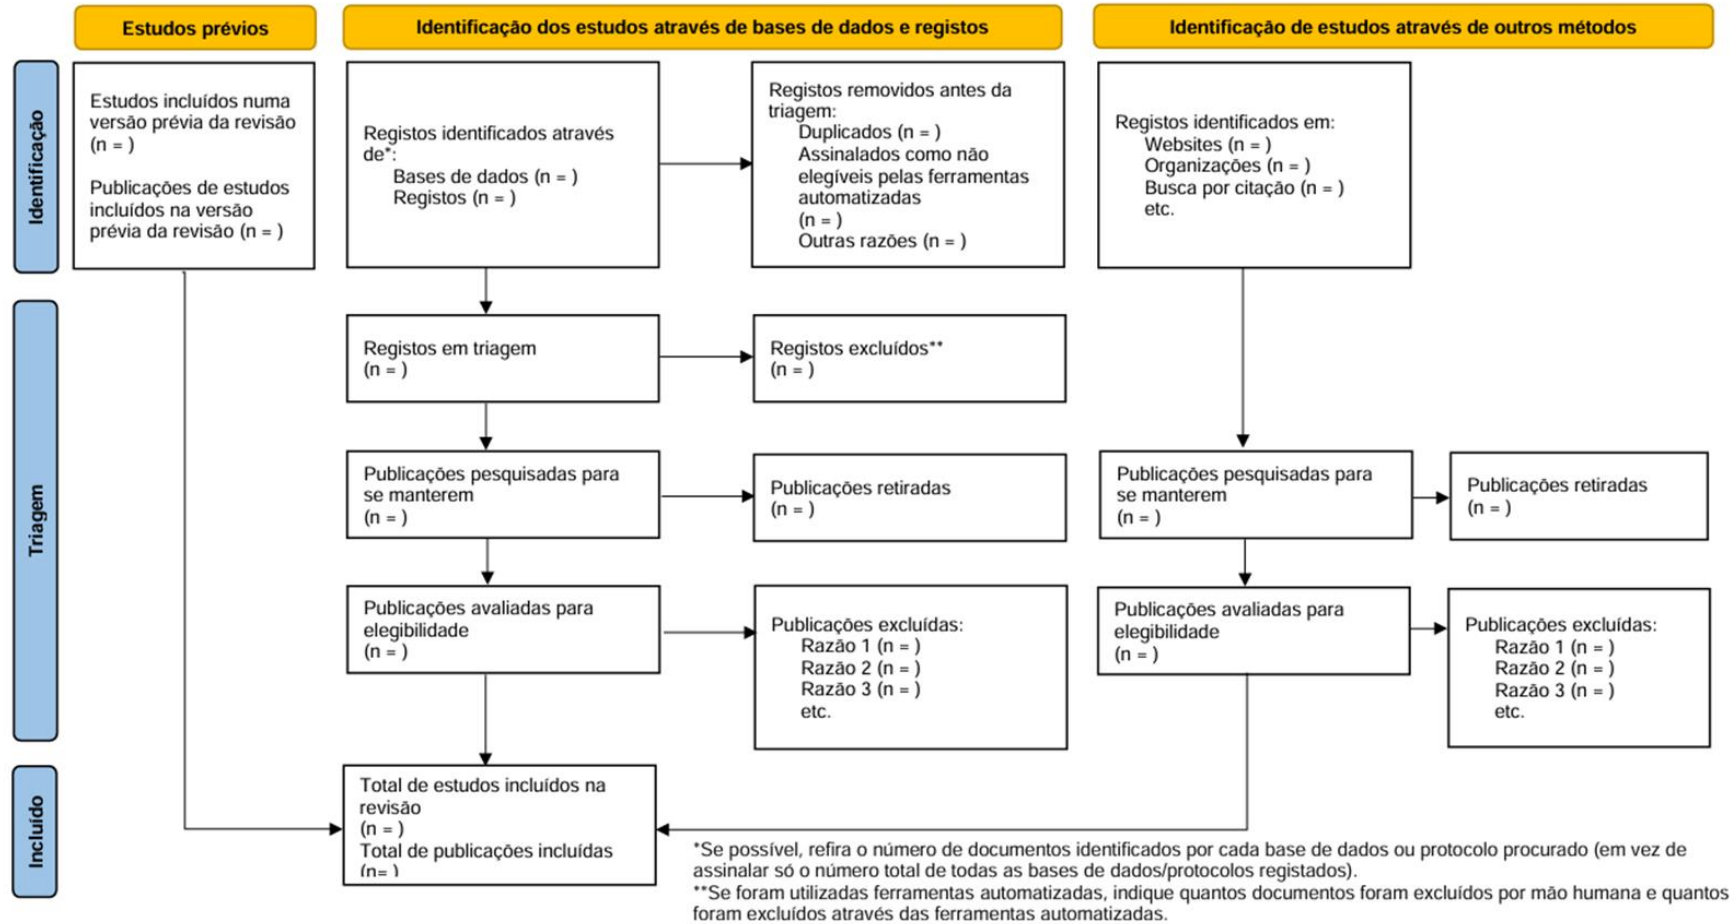 Estudos prévios
Identificação dos estudos através de bases de dados e registos
Identificação de estudos através de outros métodos
Identificação
Estudos incluídos numa
versão prévia da revisão
(n = )
Publicações de estudos
incluídos na versão
prévia da revisão (n = )
Registos identificados através
de*:
Bases de dados (n = )
Registos (n = )
Registos removidos antes da
triagem:
Duplicados (n = )
Assinalados como não
elegíveis pelas ferramentas
automatizadas
(n = )
Outras razões (n = )
Registos identificados em:
Websites (n = )
Organizações (n = )
Busca por citação (n = )
etc.
Triagem
Registos em triagem
(n = )
Registos excluídos**
(n = )
Publicações pesquisadas para
se manterem
(n = )
Publicações retiradas
(n = )
Publicações pesquisadas para
se manterem
(n = )
Publicações retiradas
(n = )
Publicações avaliadas para
elegibilidade
(n = )
Publicações excluídas:
Razão 1 (n = )
Razão 2 (n = )
Razão 3 (n = )
etc.
Publicações avaliadas para
elegibilidade
(n = )
Publicações excluídas:
Razão 1 (n = )
Razão 2 (n = )
Razão 3 (n = )
etc.
Incluído
Total de estudos incluídos na
revisão
(n = )
Total de publicações incluídas
(n= )
*Se possível, refira o número de documentos identificados por cada base de dados ou protocolo procurado (em vez de
assinalar só o número total de todas as bases de dados/protocolos registados).
**Se foram utilizadas ferramentas automatizadas, indique quantos documentos foram excluídos por mão humana e quantos
foram excluídos através das ferramentas automatizadas.